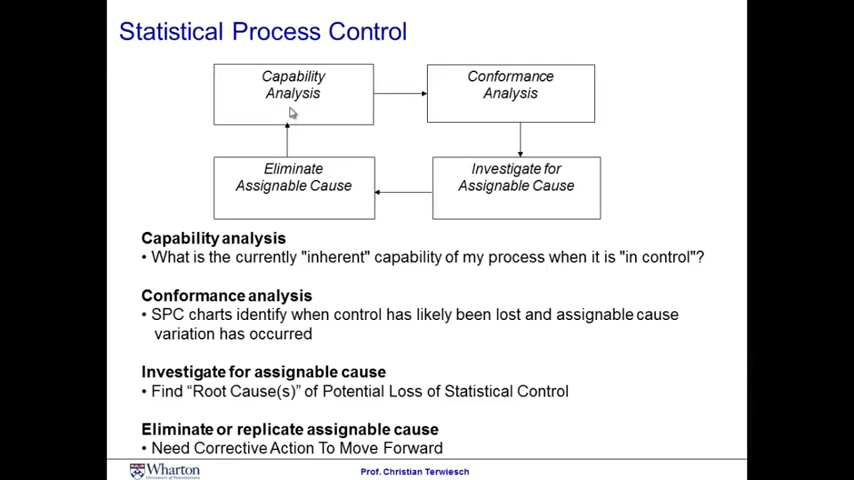 Statistical Process Control
Capability
Analysis
Conformance
Analysis
Eliminate
Assignable Cause
Investigate for
Assignable Cause
Capability analysis
• What is the currently "inherent" capability of my process when it is "in control"?
Conformance analysis
• SPC charts identify when control has likely been lost and assignable cause
variation has occurred
Investigate for assignable cause
• Find “Root Cause(s)” of Potential Loss of Statistical Control
Eliminate or replicate assignable cause
• Need Corrective Action To Move Forward
Wharton
Prof. Christian Terwiesch